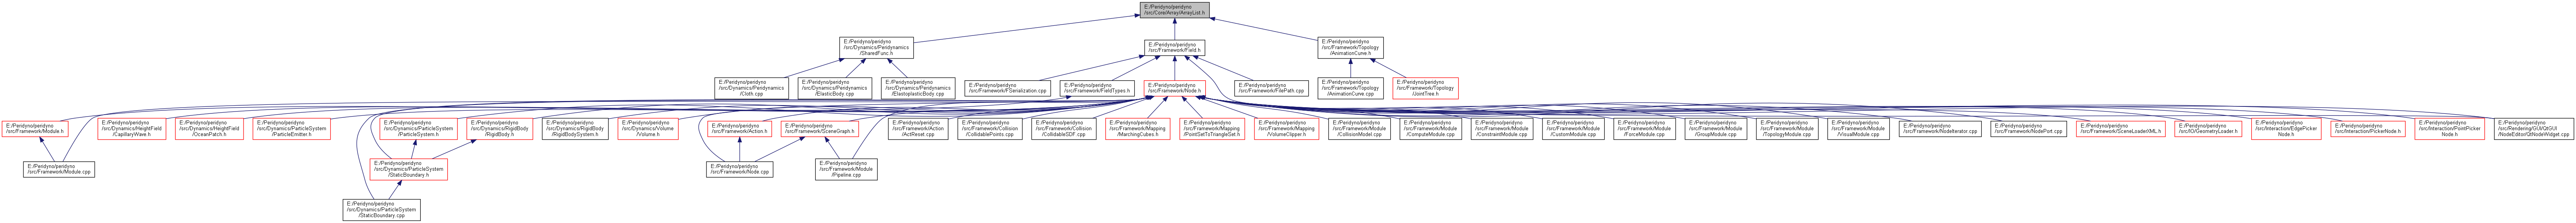 E:/Peridyno/peridyno
/src/Core/Array/ArrayList.h
E:/Peridyno/peridyno
/src/Dynamics/Peridynamics
/SharedFunc.h
E:/Peridyno/peridyno
/src/Framework/Field.h
E:/Peridyno/peridyno
/src/Framework/Topology
/AnimationCurve.h
E:/Peridyno/peridyno
/src/Dynamics/Peridynamics
/Cloth.cpp
E:/Peridyno/peridyno
/src/Dynamics/Peridynamics
/ElasticBody.cpp
E:/Peridyno/peridyno
/src/Dynamics/Peridynamics
/ElastoplasticBody.cpp
E:/Peridyno/peridyno
/src/Framework/FSerialization.cpp
E:/Peridyno/peridyno
/src/Framework/FieldTypes.h
E:/Peridyno/peridyno
/src/Framework/Node.h
E:/Peridyno/peridyno
/src/Framework/FilePath.cpp
E:/Peridyno/peridyno
/src/Framework/Topology
/AnimationCurve.cpp
E:/Peridyno/peridyno
/src/Framework/Topology
/JointTree.h
E:/Peridyno/peridyno
/src/Framework/Module.h
E:/Peridyno/peridyno
/src/Dynamics/HeightField
/CapillaryWave.h
E:/Peridyno/peridyno
/src/Dynamics/HeightField
/OceanPatch.h
E:/Peridyno/peridyno
/src/Dynamics/ParticleSystem
/ParticleEmitter.h
E:/Peridyno/peridyno
/src/Dynamics/ParticleSystem
/ParticleSystem.h
E:/Peridyno/peridyno
/src/Dynamics/RigidBody
/RigidBody.h
E:/Peridyno/peridyno
/src/Dynamics/RigidBody
/RigidBodySystem.h
E:/Peridyno/peridyno
/src/Dynamics/Volume
/Volume.h
E:/Peridyno/peridyno
/src/Framework/Action.h
E:/Peridyno/peridyno
/src/Framework/SceneGraph.h
E:/Peridyno/peridyno
/src/Framework/Action
/ActReset.cpp
E:/Peridyno/peridyno
/src/Framework/Collision
/CollidablePoints.cpp
E:/Peridyno/peridyno
/src/Framework/Collision
/CollidableSDF.cpp
E:/Peridyno/peridyno
/src/Framework/Mapping
/MarchingCubes.h
E:/Peridyno/peridyno
/src/Framework/Mapping
/PointSetToTriangleSet.h
E:/Peridyno/peridyno
/src/Framework/Mapping
/VolumeClipper.h
E:/Peridyno/peridyno
/src/Framework/Module
/CollisionModel.cpp
E:/Peridyno/peridyno
/src/Framework/Module
/ComputeModule.cpp
E:/Peridyno/peridyno
/src/Framework/Module
/ConstraintModule.cpp
E:/Peridyno/peridyno
/src/Framework/Module
/AnimationModule.cpp
E:/Peridyno/peridyno
/src/Framework/Module
/ForceModule.cpp
E:/Peridyno/peridyno
/src/Framework/Module
/GroupModule.cpp
E:/Peridyno/peridyno
/src/Framework/Module
/TopologyModule.cpp
E:/Peridyno/peridyno
/src/Framework/Module
/VisualModule.cpp
E:/Peridyno/peridyno
/src/Framework/NodeIterator.cpp
E:/Peridyno/peridyno
/src/Framework/NodePort.cpp
E:/Peridyno/peridyno
/src/Framework/SceneLoaderXML.h
E:/Peridyno/peridyno
/src/IO/GeometryLoader.h
E:/Peridyno/peridyno
/src/Interaction/EdgePicker
Node.h
E:/Peridyno/peridyno
/src/Interaction/PickerNode.h
E:/Peridyno/peridyno
/src/Interaction/PointPicker
Node.h
E:/Peridyno/peridyno
/src/Rendering/GUI/QtGUI
/NodeEditor/QtNodeWidget.cpp
E:/Peridyno/peridyno
/src/Framework/Module.cpp
E:/Peridyno/peridyno
/src/Dynamics/ParticleSystem
/StaticBoundary.h
E:/Peridyno/peridyno
/src/Framework/Node.cpp
E:/Peridyno/peridyno
/src/Framework/Module
/Pipeline.cpp
E:/Peridyno/peridyno
/src/Dynamics/ParticleSystem
/StaticBoundary.cpp